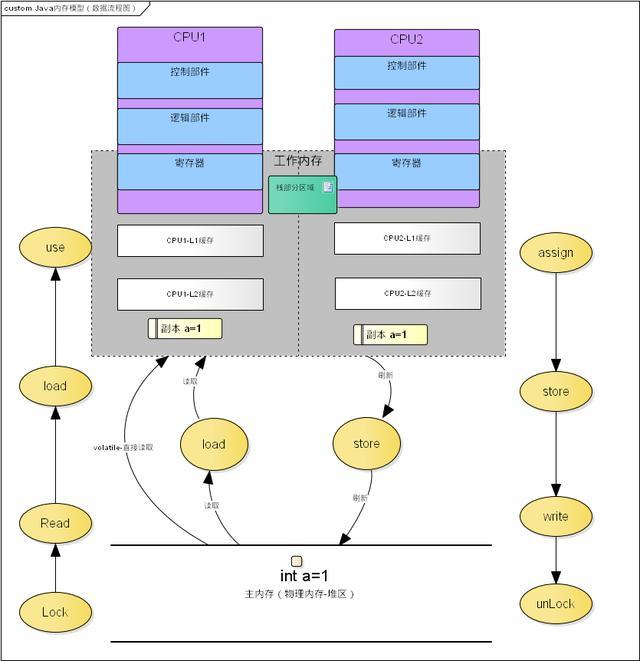 custom Java内存模型（数据流程图）
CPU1
CPU2
控制部件
控制部件
逻辑部件
逻辑部件
工作内存
寄存器
寄存器
栈部分区域
CPU1-L1缓存
CPU2-L1缓存
use
assign
CPU1-L2缓存
CPU2-L2缓存
副本 a=1
副本 a=1
读取
刷新
load
store
load
store
volatile-直接读取
读取
刷新
Read
write
int a=1
主内存（物理内存-堆区）
Lock
unLock